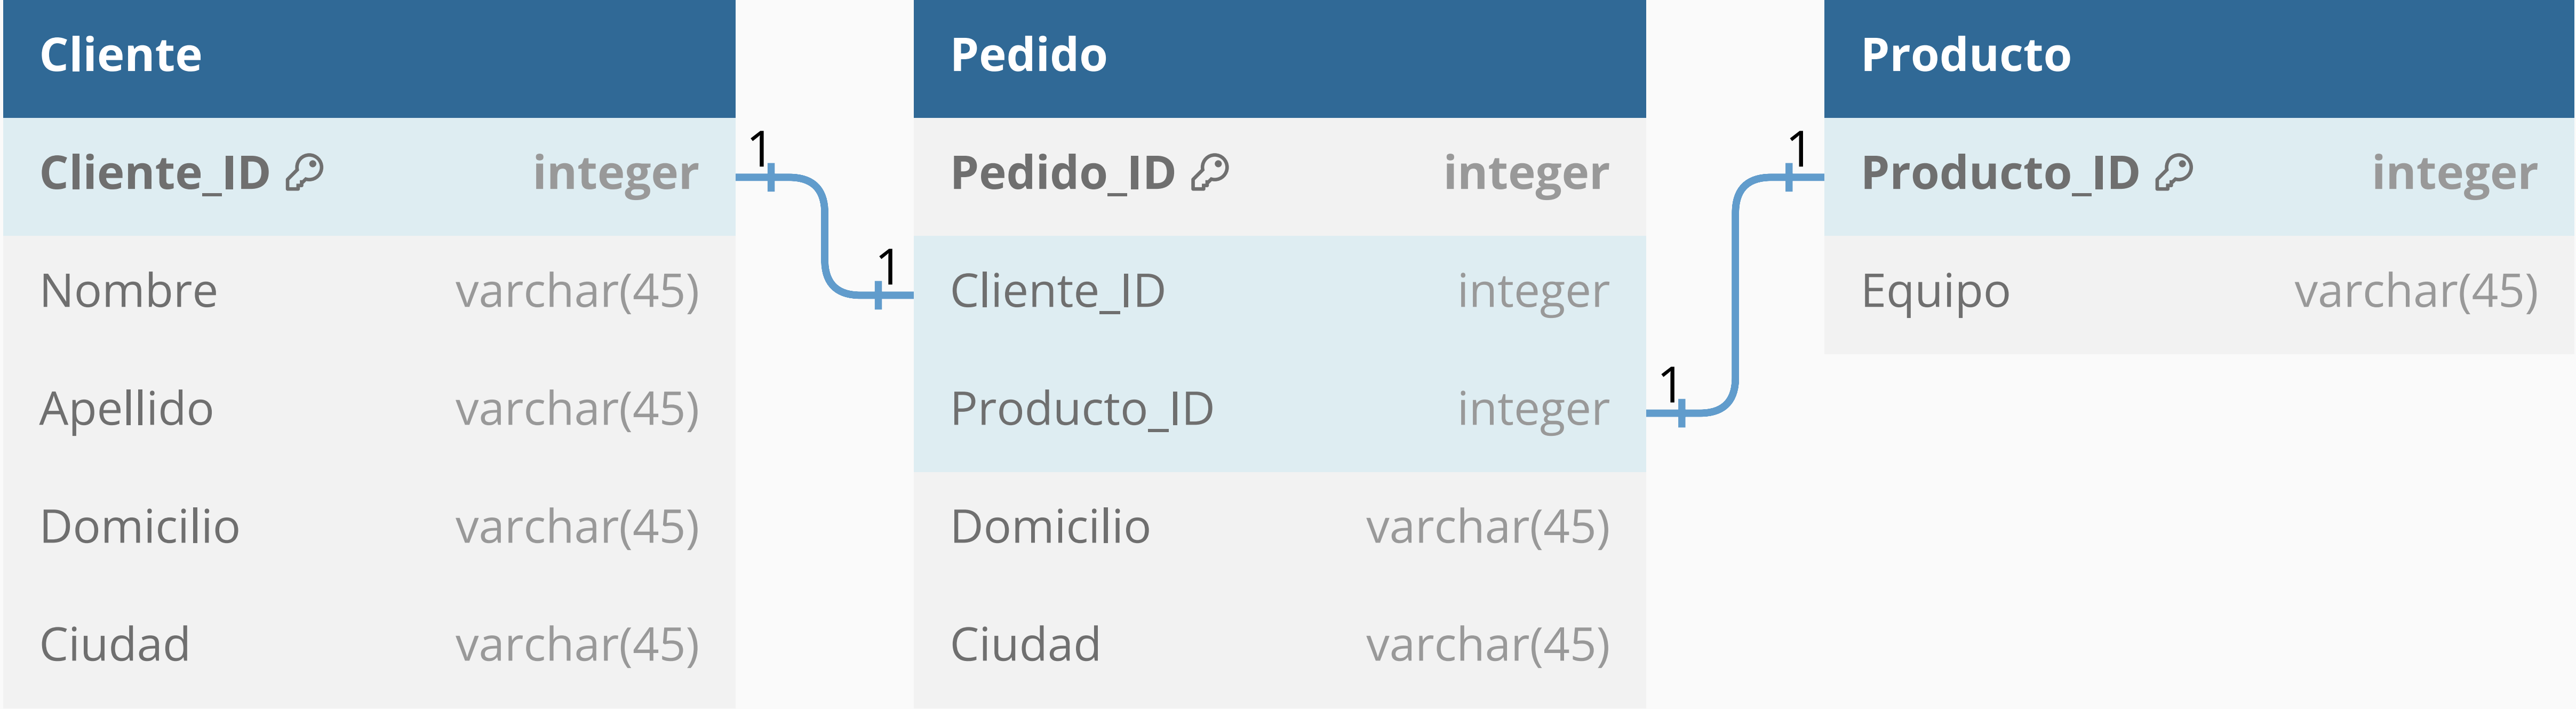 Cliente
Cliente_ID integer
Nombre varchar(45)
Apellido varchar(45)
Domicilio varchar(45)
Ciudad varchar(45)
1
1
Pedido
Pedido_ID integer
Cliente_ID integer
Producto_ID integer
Domicilio varchar(45)
Ciudad varchar(45)
1
1
Producto
Producto_ID integer
Equipo varchar(45)